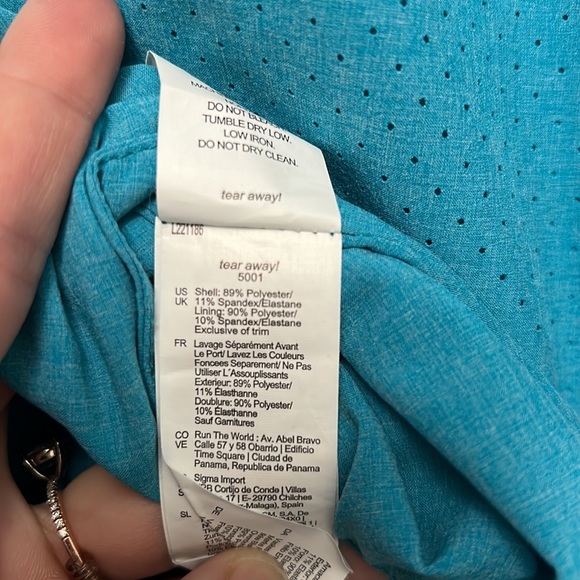 DO NOT
TUMBLE DRY LOW.
LOW IRON.
DO NOT DRY CLEAN.
tear away!
L221186
tear away!
5001
US Shell: 89% Polyester/
UK 11% Spandex/Elastane
Lining: 90% Polyester/
10% Spandex/Elastane
Exclusive of trim
FR Lavage Séparément Avant
Le Port/ Lavez Les Couleurs
Foncees Separement/ Ne Pas
Utiliser L'Assouplissants
Exterieur: 89% Polyester/
11% Élasthanne
Doublure: 90% Polyester/
10% Élasthanne
Sauf Garnitures
CO Run The World : Av. Abel Bravo
VE Calle 57 y 58 Obarrio | Edificio
Time Square | Ciudad de
Panama, Republica de Panama
Sigma Import
Cortijo de Conde | Villas
17 | E- 29790 Chilches
Malaga), Spain
SL